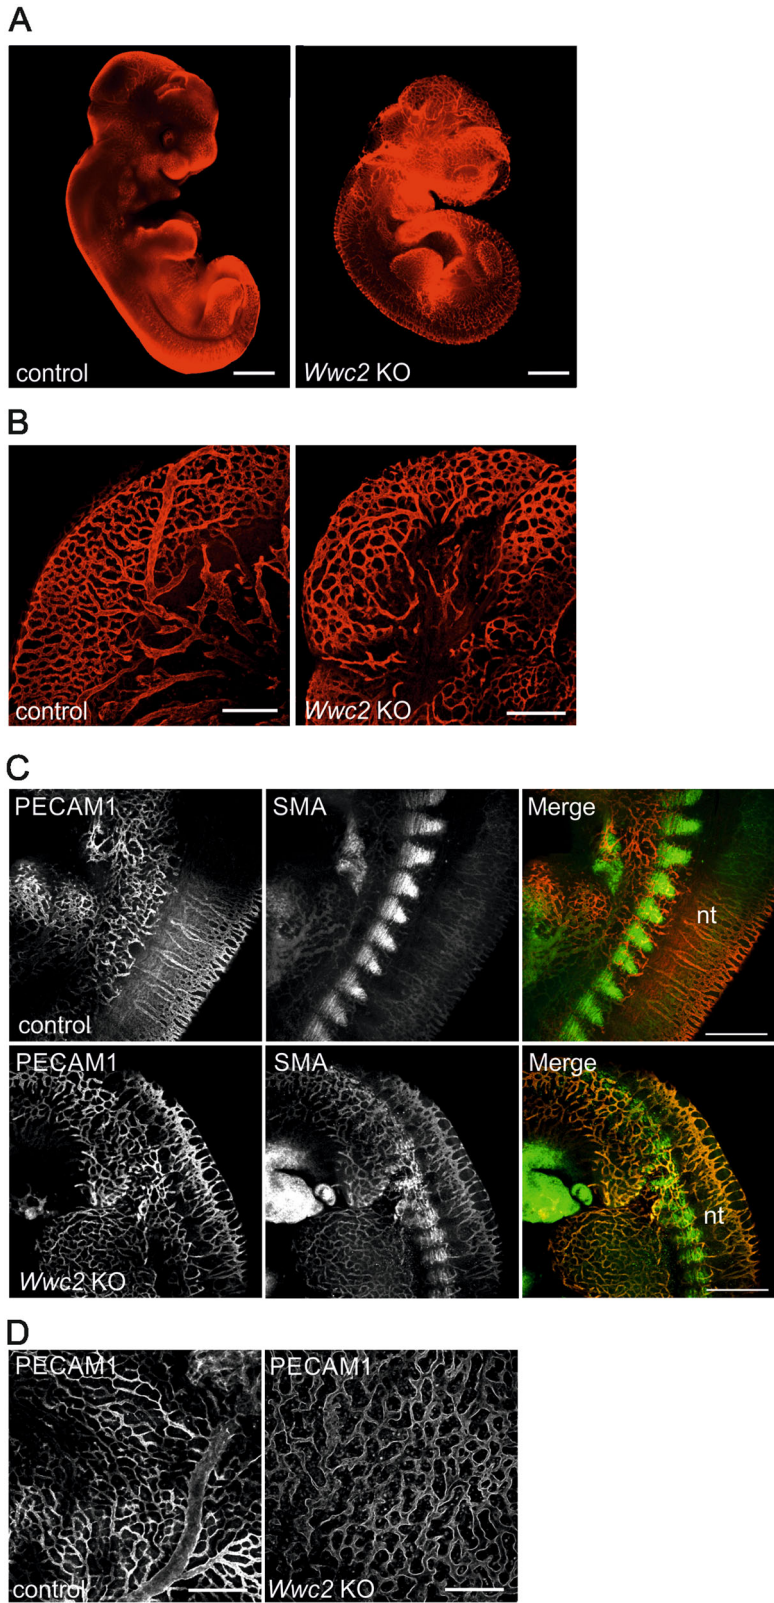 A
control
Wwc2 KO
B
control
Wwc2 KO
C
PECAM1 SMA Merge
nt
control
PECAM1 SMA Merge
nt
Wwc2 KO
D
PECAM1 PECAM1
control Wwc2 KO